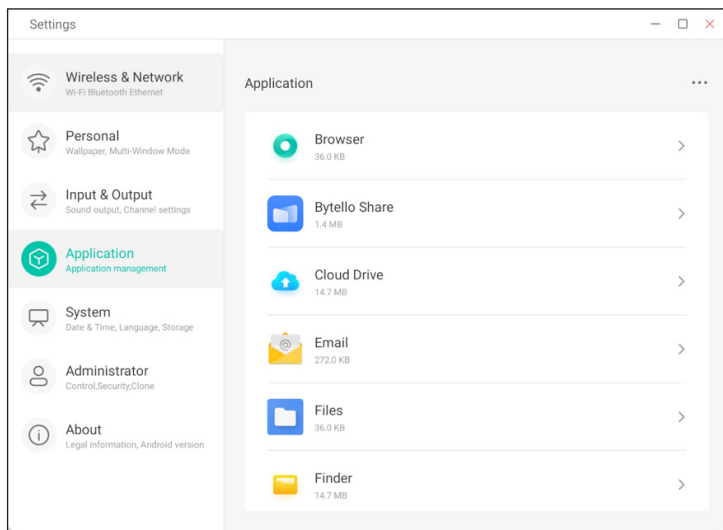 Settings
Wireless & Network
Wi-Fi Bluetooth Ethernet
Personal
Wallpaper, Multi-Window Mode
Input & Output
Sound output, Channel settings
Application
Application management
System
Date & Time, Language, Storage
Administrator
Control,Security,Clone
About
Legal information, Android version
Application
Browser
36.0 KB
Bytello Share
1.4 MB
Cloud Drive
14.7 MB
@
Email
272.0 KB
Files
36.0 KB
Finder
14.7 MB